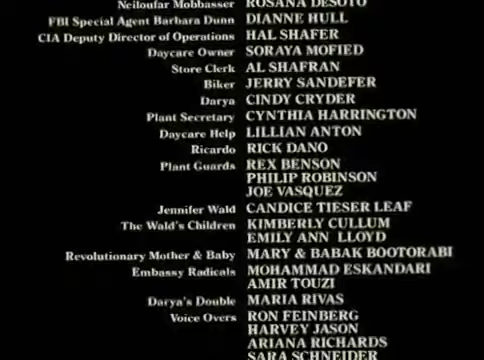 Neiloufar Mobbasser ROSANA DESOTO
FBI Special Agent Barbara Dunn DIANNE HULL
CIA Deputy Director of Operations HAL SHAFER
Daycare Owner SORAYA MOFIED
Store Clerk AL SHAFRAN
Biker JERRY SANDEFER
Darya CINDY CRYDER
Plant Secretary CYNTHIA HARRINGTON
Daycare Help LILLIAN ANTON
Ricardo RICK DANO
Plant Guards REX BENSON
PHILIP ROBINSON
JOE VASQUEZ
Jennifer Wald CANDICE TIESER LEAF
The Wald's Children KIMBERLY CULLUM
EMILY ANN LLOYD
Revolutionary Mother & Baby MARY & BABAK BOOTORABI
Embassy Radicals MOHAMMAD ESKANDARI
AMIR TOUZI
Darya's Double MARIA RIVAS
Voice Overs RON FEINBERG
HARVEY JASON
ARIANA RICHARDS
SARA SCHNEIDER